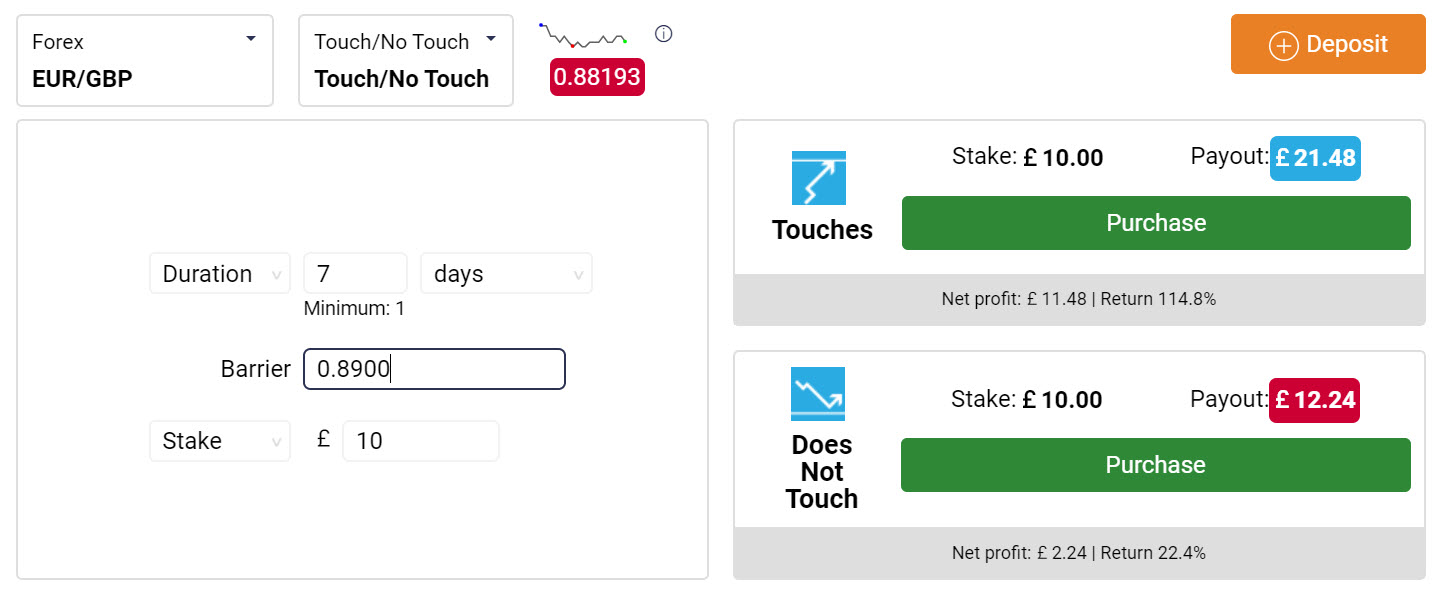 Forex
EUR/GBP
Touch/No Touch
Touch/No Touch
0.88193
Deposit
Duration 7 days
Minimum: 1
Barrier 0.8900
Stake £ 10
Touches
Stake: £ 10.00 Payout: £ 21.48
Purchase
Net profit: £ 11.48 | Return 114.8%
Does
Not
Touch
Stake: £ 10.00 Payout: £ 12.24
Purchase
Net profit: £ 2.24 | Return 22.4%